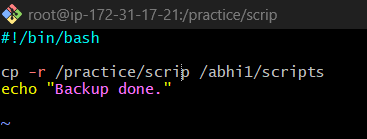 root@ip-172-31-17-21:/practice/scrip
#!/bin/bash
cp -r /practice/scrip /abhi1/scripts
echo "Backup done."
~